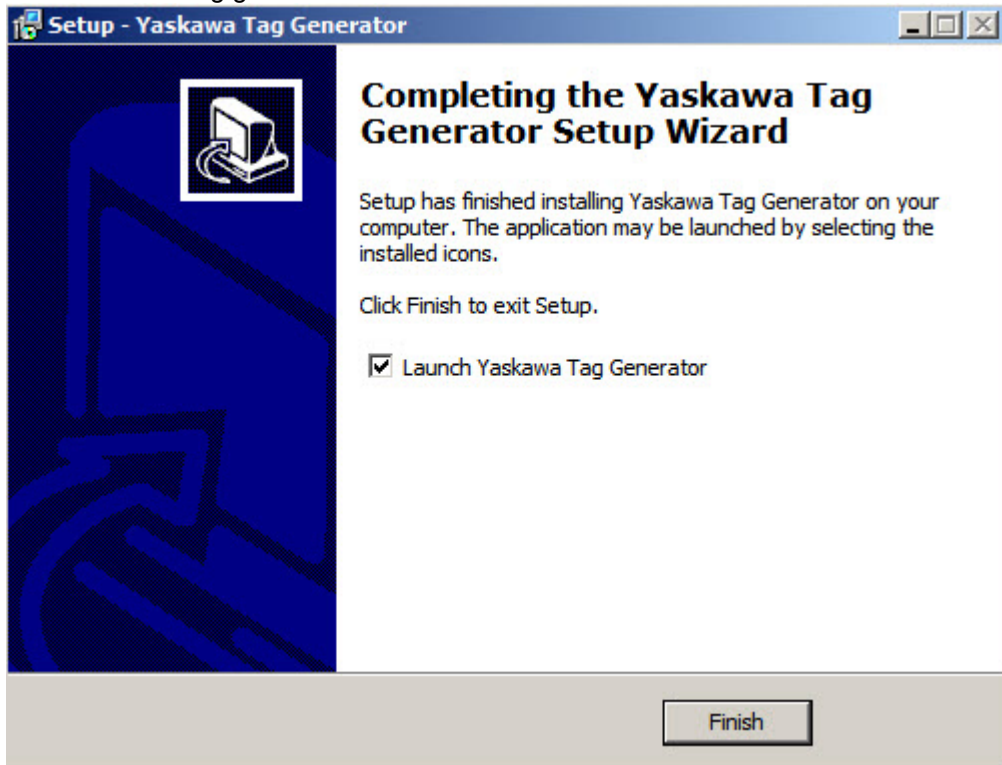 Setup - Yaskawa Tag Generator
Completing the Yaskawa Tag
Generator Setup Wizard
Setup has finished installing Yaskawa Tag Generator on your
computer. The application may be launched by selecting the
installed icons.
Click Finish to exit Setup.
Launch Yaskawa Tag Generator
Finish